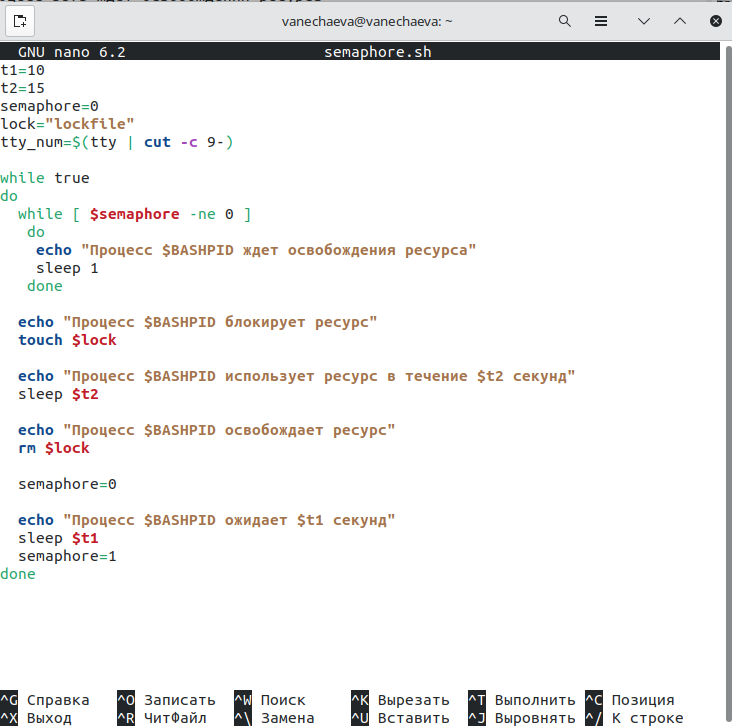 vanechaeva@vanechaeva: ~
GNU nano 6.2 semaphore.sh
t1=10
t2=15
semaphore=0
lock="lockfile"
tty_num=$(tty | cut -c 9-)
while true
do
while [ $semaphore -ne 0 ]
do
echo "Процесс $BASHPID ждет освобождения ресурса"
sleep 1
done
echo "Процесс $BASHPID блокирует ресурс"
touch $lock
echo "Процесс $BASHPID использует ресурс в течение $t2 секунд"
sleep $t2
echo "Процесс $BASHPID освобождает ресурс"
rm $lock
semaphore=0
echo "Процесс $BASHPID ожидает $t1 секунд"
sleep $t1
semaphore=1
done
^G Справка ^O Записать ^W Поиск ^K Вырезать ^T Выполнить ^C Позиция
^X Выход ^R ЧитФайл ^\ Замена ^U Вставить ^J Выровнять ^/ К строке